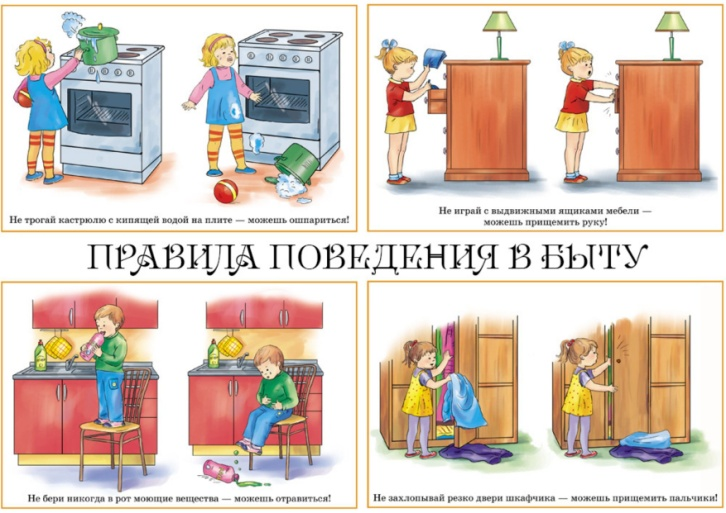 Не трогай кастрюлю с кипящей водой на плите — можешь ошпариться!
Не играй с выдвижными ящиками мебели —
можешь прищемить руку!
ПРАВИЛА ПОВЕДЕНИЯ В БЫТУ
Не бери никогда в рот моющие вещества — можешь отравиться!
Не захлопывай резко двери шкафчика — можешь прищемить пальчики!